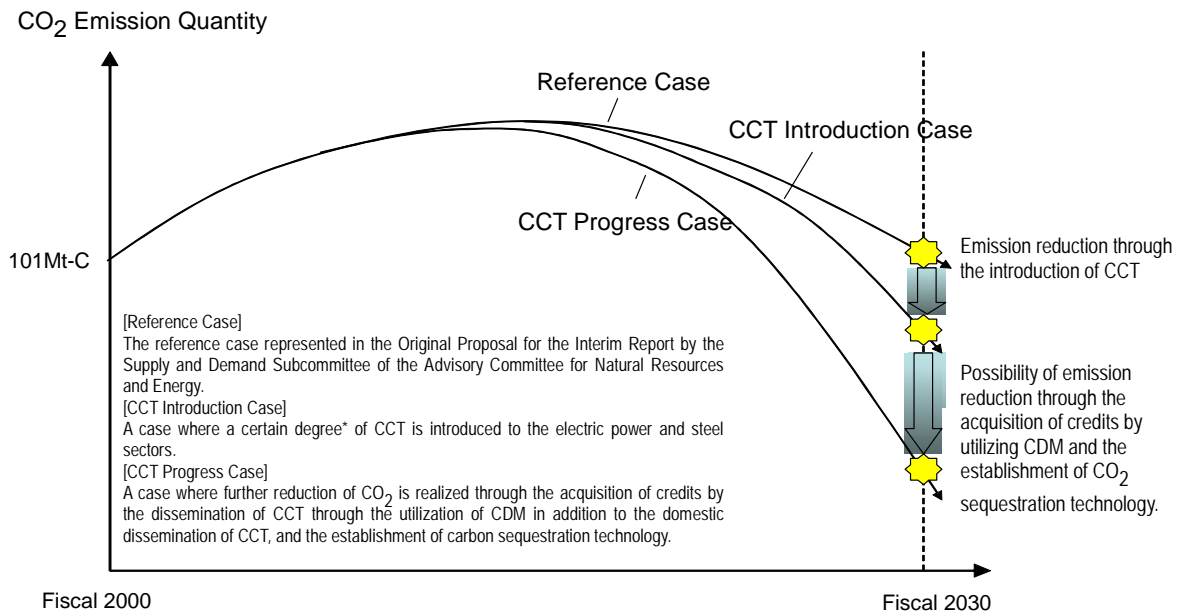 CO2 Emission Quantity
Reference Case
CCT Introduction Case
CCT Progress Case
101Mt-C
Emission reduction through
the introduction of CCT
[Reference Case]
The reference case represented in the Original Proposal for the Interim Report by the
Supply and Demand Subcommittee of the Advisory Committee for Natural Resources
and Energy.
[CCT Introduction Case]
A case where a certain degree* of CCT is introduced to the electric power and steel
sectors.
[CCT Progress Case]
A case where further reduction of CO2 is realized through the acquisition of credits by
the dissemination of CCT through the utilization of CDM in addition to the domestic
dissemination of CCT, and the establishment of carbon sequestration technology.
Possibility of emission
reduction through the
acquisition of credits by
utilizing CDM and the
establishment of CO2
sequestration technology.
Fiscal 2000
Fiscal 2030